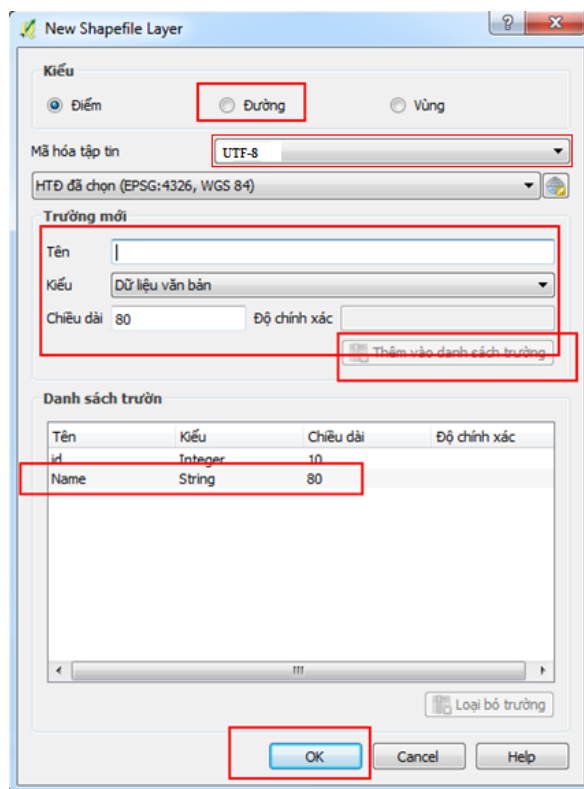 New Shapefile Layer
Kiểu
Điểm Đường Vùng
Mã hóa tập tin UTF-8
HTĐ đã chọn (EPSG:4326, WGS 84)
Trường mới
Tên
Kiểu Dữ liệu văn bản
Chiều dài 80 Độ chính xác
Thêm vào danh sách trường
Danh sách trườn
Tên Kiểu Chiều dài Độ chính xác
id Integer 10
Name String 80
Loại bỏ trường
OK Cancel Help